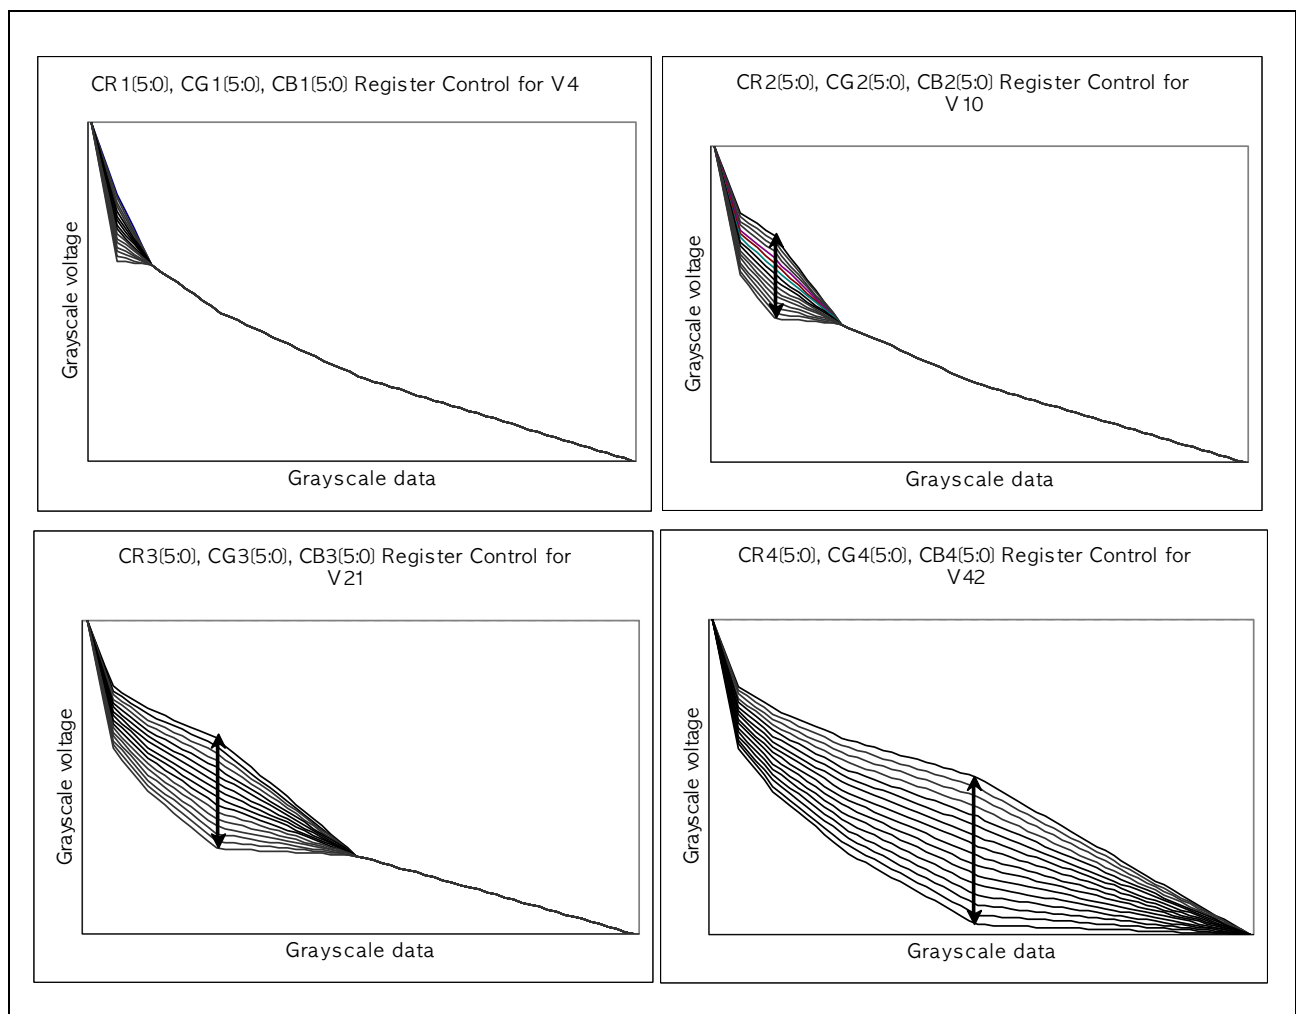 CR1(5:0), CG1(5:0), CB1(5:0) Register Control for V4
Grayscale voltage
Grayscale data
CR2(5:0), CG2(5:0), CB2(5:0) Register Control for
V10
Grayscale voltage
Grayscale data
CR3(5:0), CG3(5:0), CB3(5:0) Register Control for
V21
Grayscale voltage
Grayscale data
CR4(5:0), CG4(5:0), CB4(5:0) Register Control for
V42
Grayscale voltage
Grayscale data